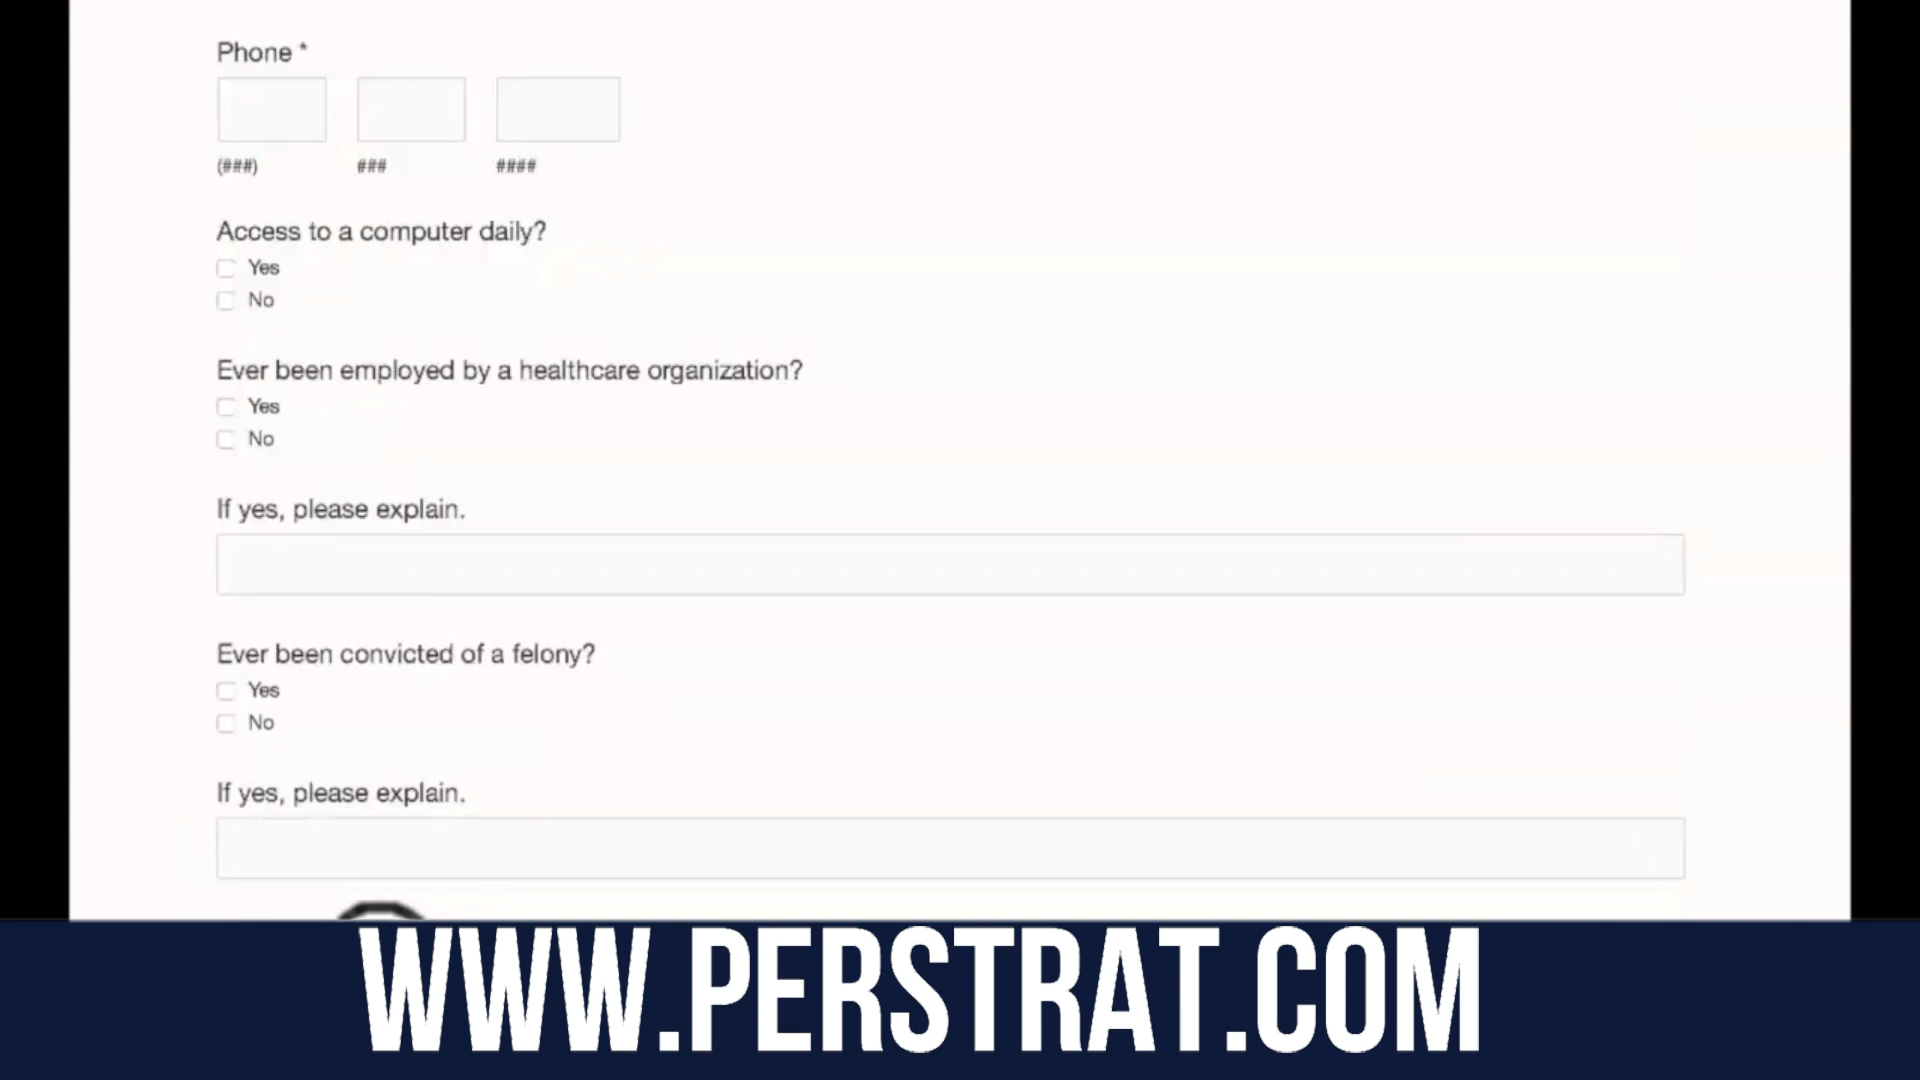 Phone *
(###) ### ####
Access to a computer daily?
Yes
No
Ever been employed by a healthcare organization?
Yes
No
If yes, please explain.
Ever been convicted of a felony?
Yes
No
If yes, please explain.
WWW.PERSTRAT.COM